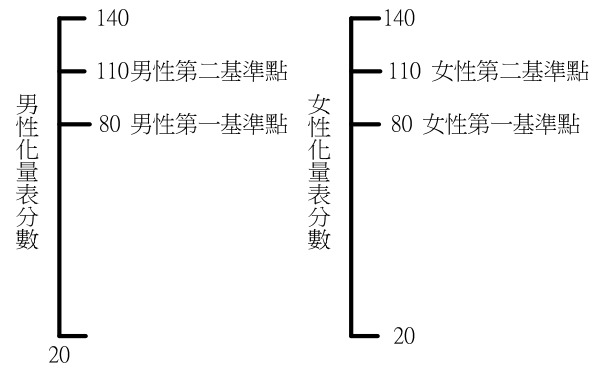 男性化量表分數
140
110男性第二基準點
80 男性第一基準點
20
女性化量表分數
140
110 女性第二基準點
80 女性第一基準點
20